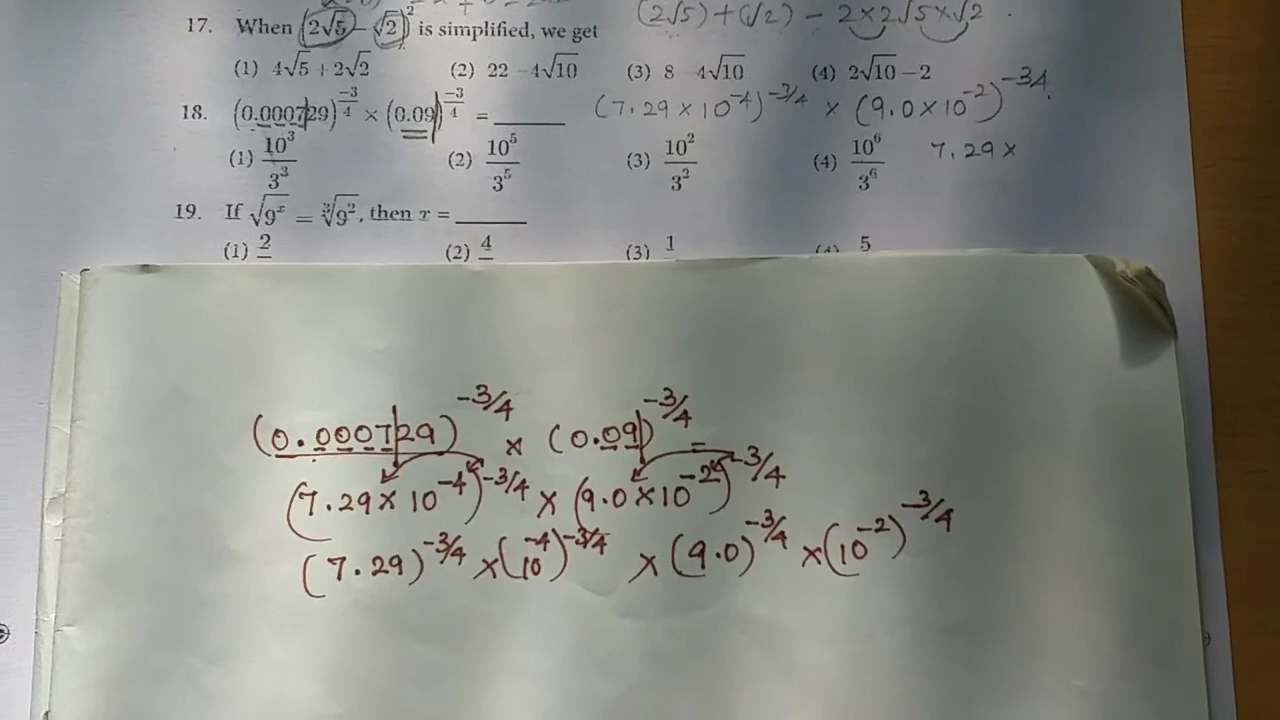 (2√5) + (√2) - 2×2√5×√2
17. When (2√5 - √2)² is simplified, we get
(1) 4√5 + 2√2 (2) 22 - 4√10 (3) 8 - 4√10 (4) 2√10 - 2
18. (0.000729)^(-3/4) × (0.09)^(-3/4) = ______ (7.29 × 10⁻⁴)^(-3/4) × (9.0×10⁻²)^(-3/4)
(1) 10³/3³ (2) 10⁵/3⁵ (3) 10²/3² (4) 10⁶/3⁶ 7.29 ×
19. If √9ˣ = ∛9², then x = ______
(1) 2 (2) 4 (3) 1 (4) 5
(0.000729)^(-3/4) × (0.09)^(-3/4) =
(7.29 × 10⁻⁴)^(-3/4) × (9.0 × 10⁻²)^(-3/4)
(7.29)^(-3/4) × (10⁻⁴)^(-3/4) × (9.0)^(-3/4) × (10⁻²)^(-3/4)